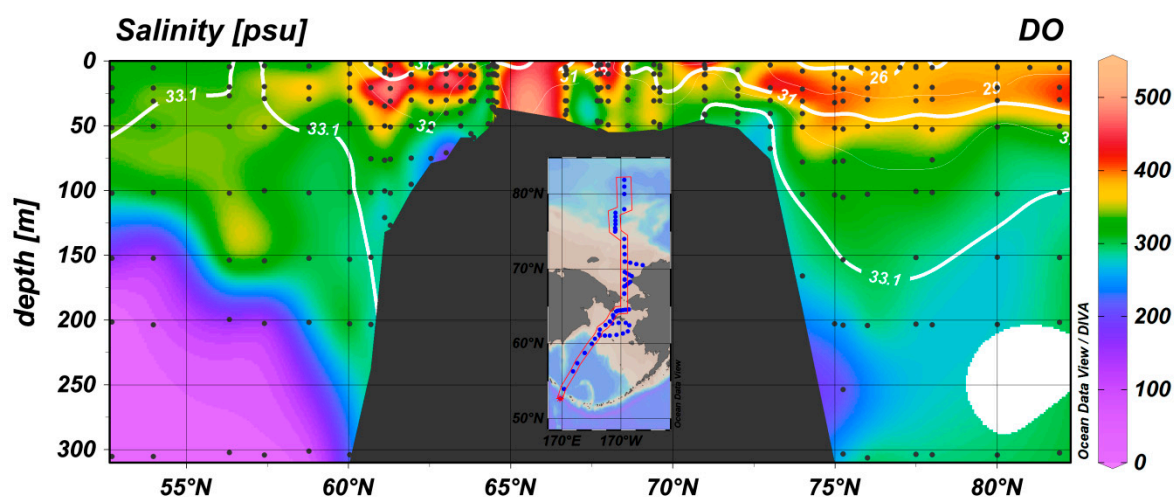 Salinity [psu]
DO
0
50
100
150
200
250
300
depth [m]
33.1
33.1
33.1
31
31
26
29
80°N
70°N
60°N
50°N
170°E
170°W
Ocean Data View
55°N
60°N
65°N
70°N
75°N
80°N
500
400
300
200
100
0
Ocean Data View / DIVA